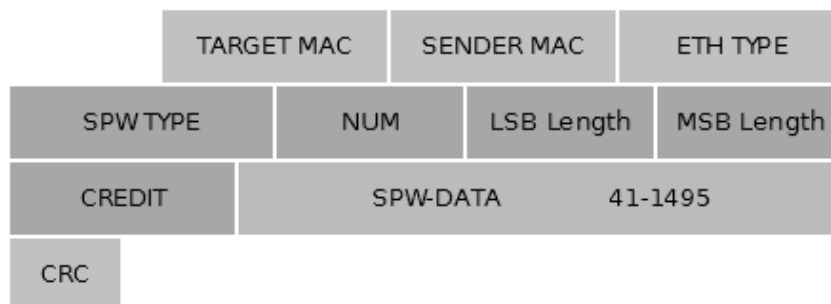 TARGET MAC SENDER MAC ETH TYPE
SPW TYPE NUM LSB Length MSB Length
CREDIT SPW-DATA 41-1495
CRC